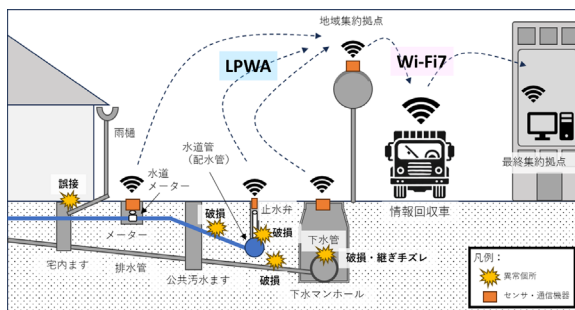 地域集約拠点
LPWA
Wi-Fi7
雨樋
水道管
（配水管）
最終集約拠点
誤接
水道
メーター
止水弁
情報回収車
破損
破損
メーター
下水管
破損・継ぎ手ズレ
宅内ます
排水管
公共汚水ます
破損
下水マンホール
凡例：
異常個所
センサ・通信機器